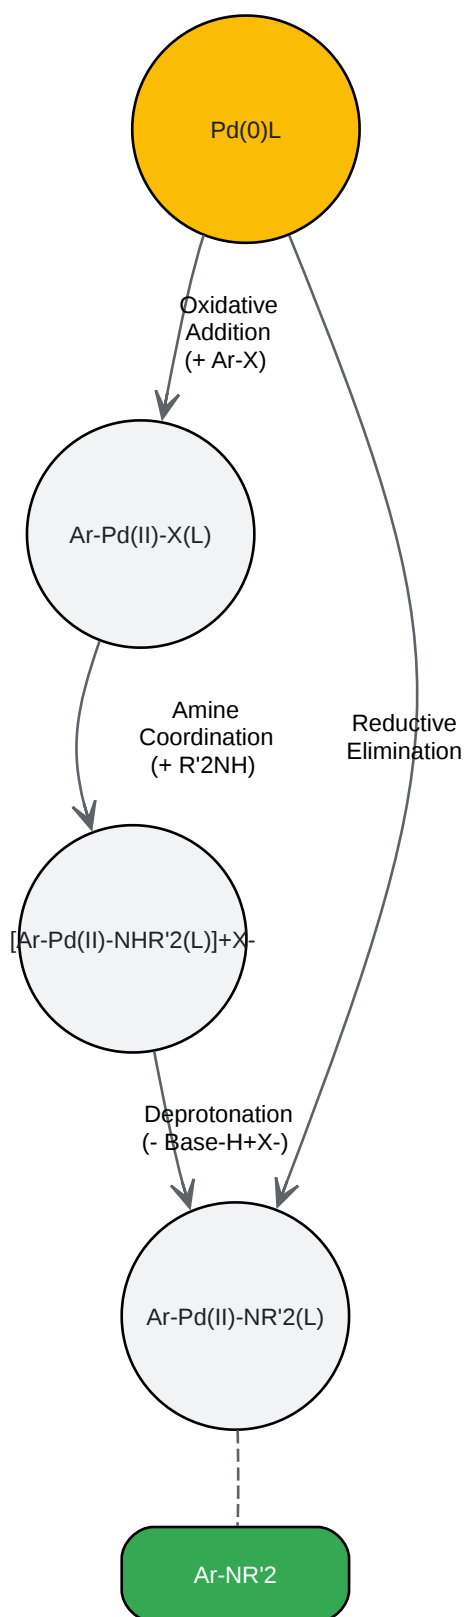 Pd(0)L
Oxidative
Addition
(+ Ar-X)
Ar-Pd(II)-X(L)
Amine
Coordination
(+ R'2NH)
Reductive
Elimination
[Ar-Pd(II)-NHR'2(L)]+X-
Deprotonation
(- Base-H+X-)
Ar-Pd(II)-NR'2(L)
Ar-NR'2